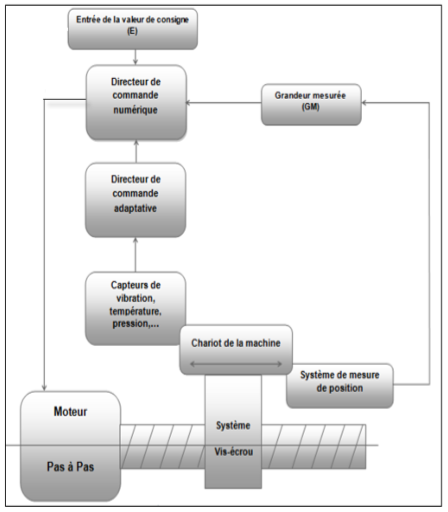 Entrée de la valeur de consigne
(E)
Directeur de
commande
numérique
Grandeur mesurée
(GM)
Directeur de
commande
adaptative
Capteurs de
vibration,
température.
pression,...
Chariot de la machine
Système de mesure
de position
Moteur
Pas à Pas
Système
Vis-écrou